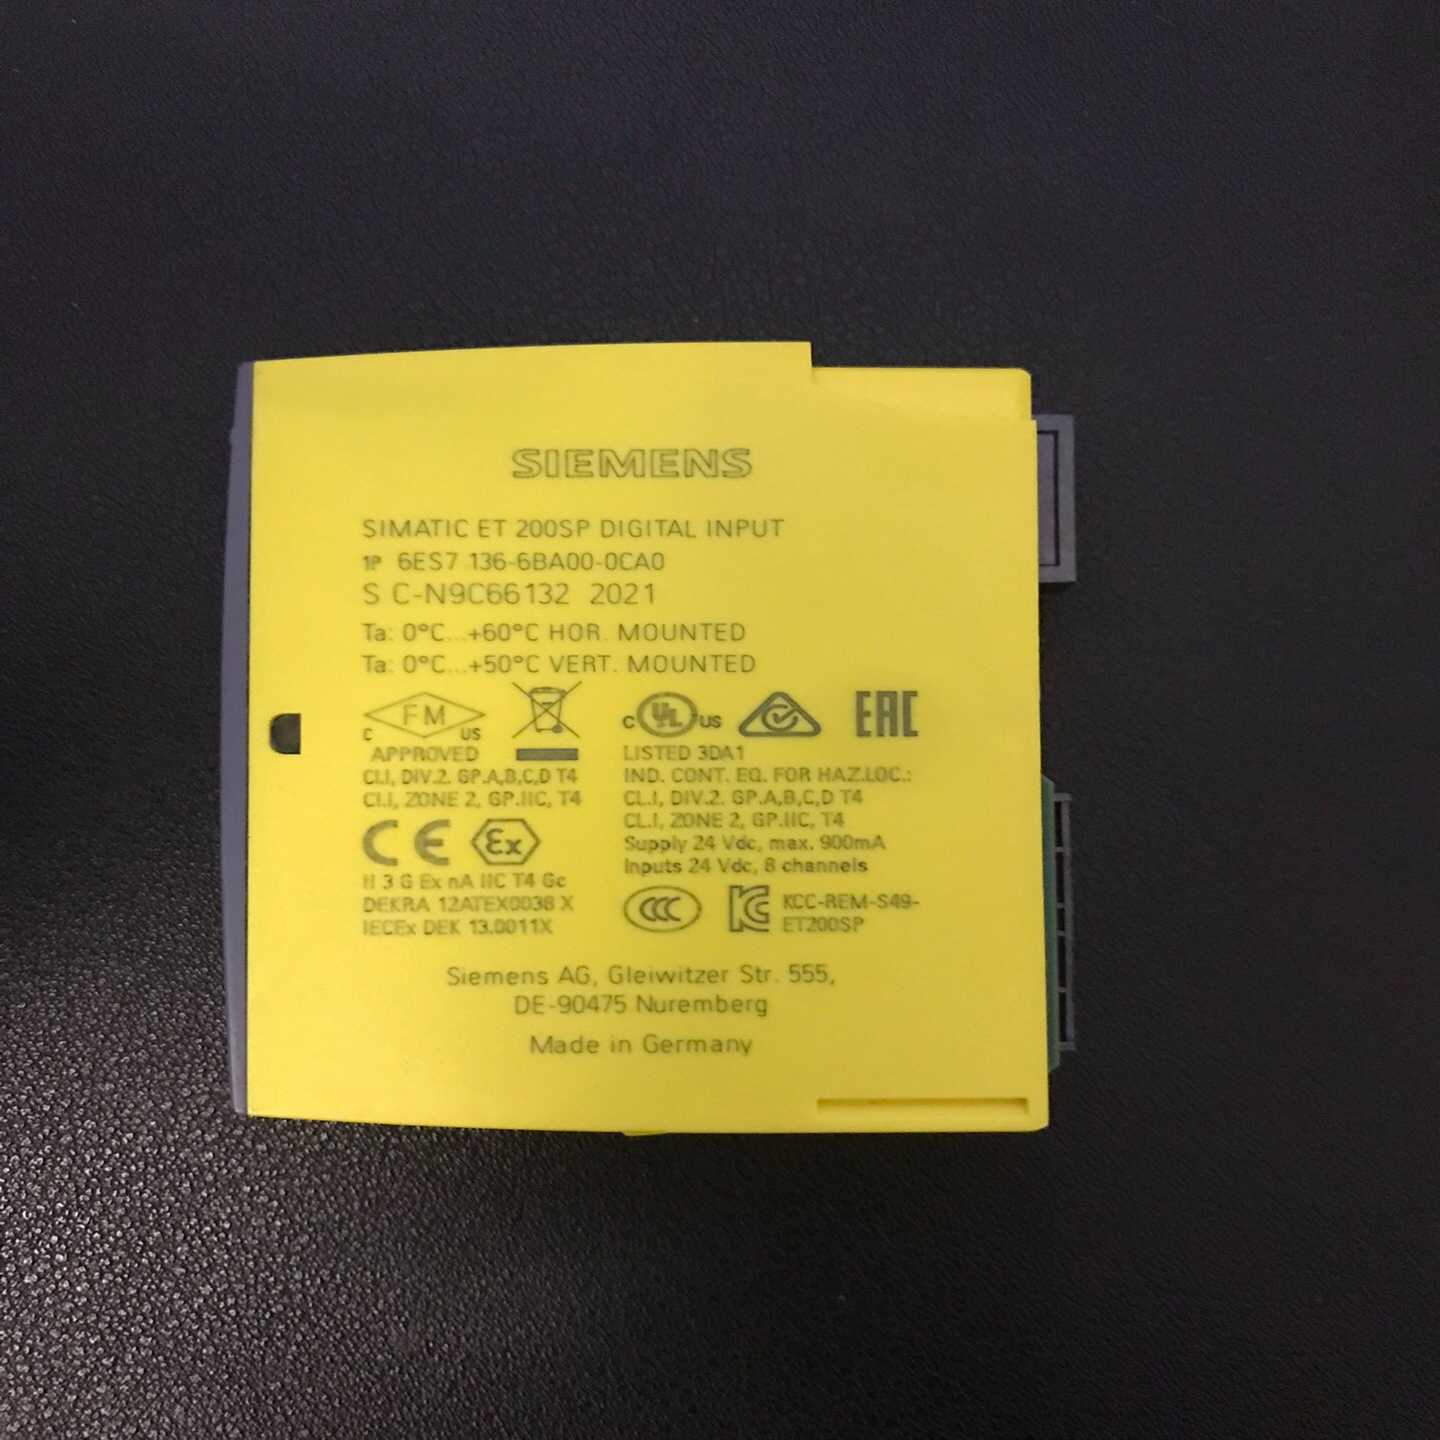 SIEMENS
SIMATIC ET 200SP DIGITAL INPUT
1P 6ES7 136-6BA00-0CA0
S C-N9C66132 2021
Ta: 0°C...+60°C HOR. MOUNTED
Ta: 0°C...+50°C VERT. MOUNTED
FM
C US
APPROVED
CL.I, DIV.2. GP.A,B,C,D T4
CI.I, ZONE 2, GP.IIC, T4
CE Ex
II 3 G Ex nA IIC T4 Gc
DEKRA 12ATEX0038 X
IECEx DEK 13.0011X
C UL US
EAC
LISTED 3DA1
IND. CONT. EQ. FOR HAZ.LOC.:
CL.I, DIV.2. GP.A,B,C,D T4
CL.I, ZONE 2, GP.IIC, T4
Supply 24 Vdc, max. 900mA
Inputs 24 Vdc, 8 channels
CCC
KCC-REM-S49-
ET200SP
Siemens AG, Gleiwitzer Str. 555,
DE-90475 Nuremberg
Made in Germany